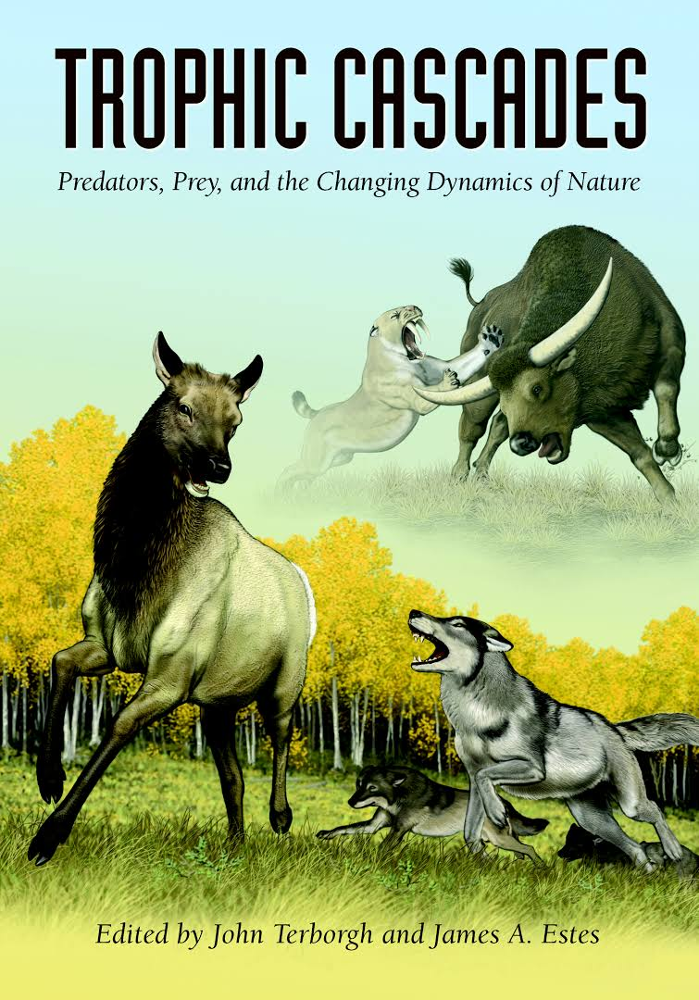 TROPHIC CASCADES
Predators, Prey, and the Changing Dynamics of Nature
Edited by John Terborgh and James A. Estes